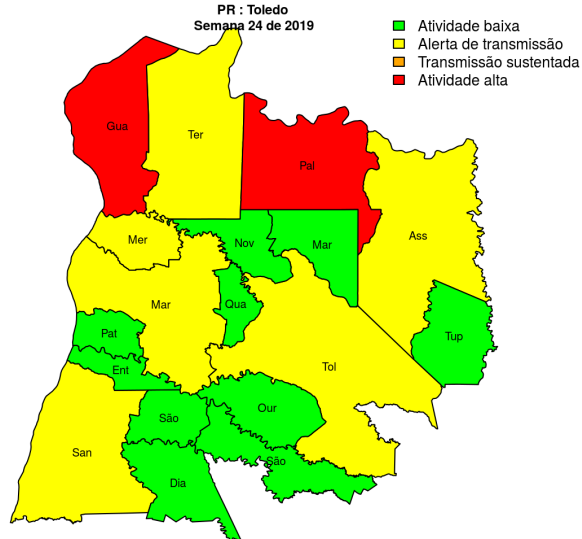 PR : Toledo
Semana 24 de 2019
Atividade baixa
Alerta de transmissão
Transmissão sustentada
Atividade alta
Gua
Ter
Pal
Ass
Mer
Nov
Mar
Mar
Qua
Pat
Tup
Ent
Tol
Our
São
San
São
Dia